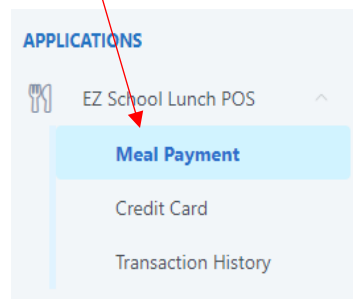 APPLICATIONS
EZ School Lunch POS
Meal Payment
Credit Card
Transaction History